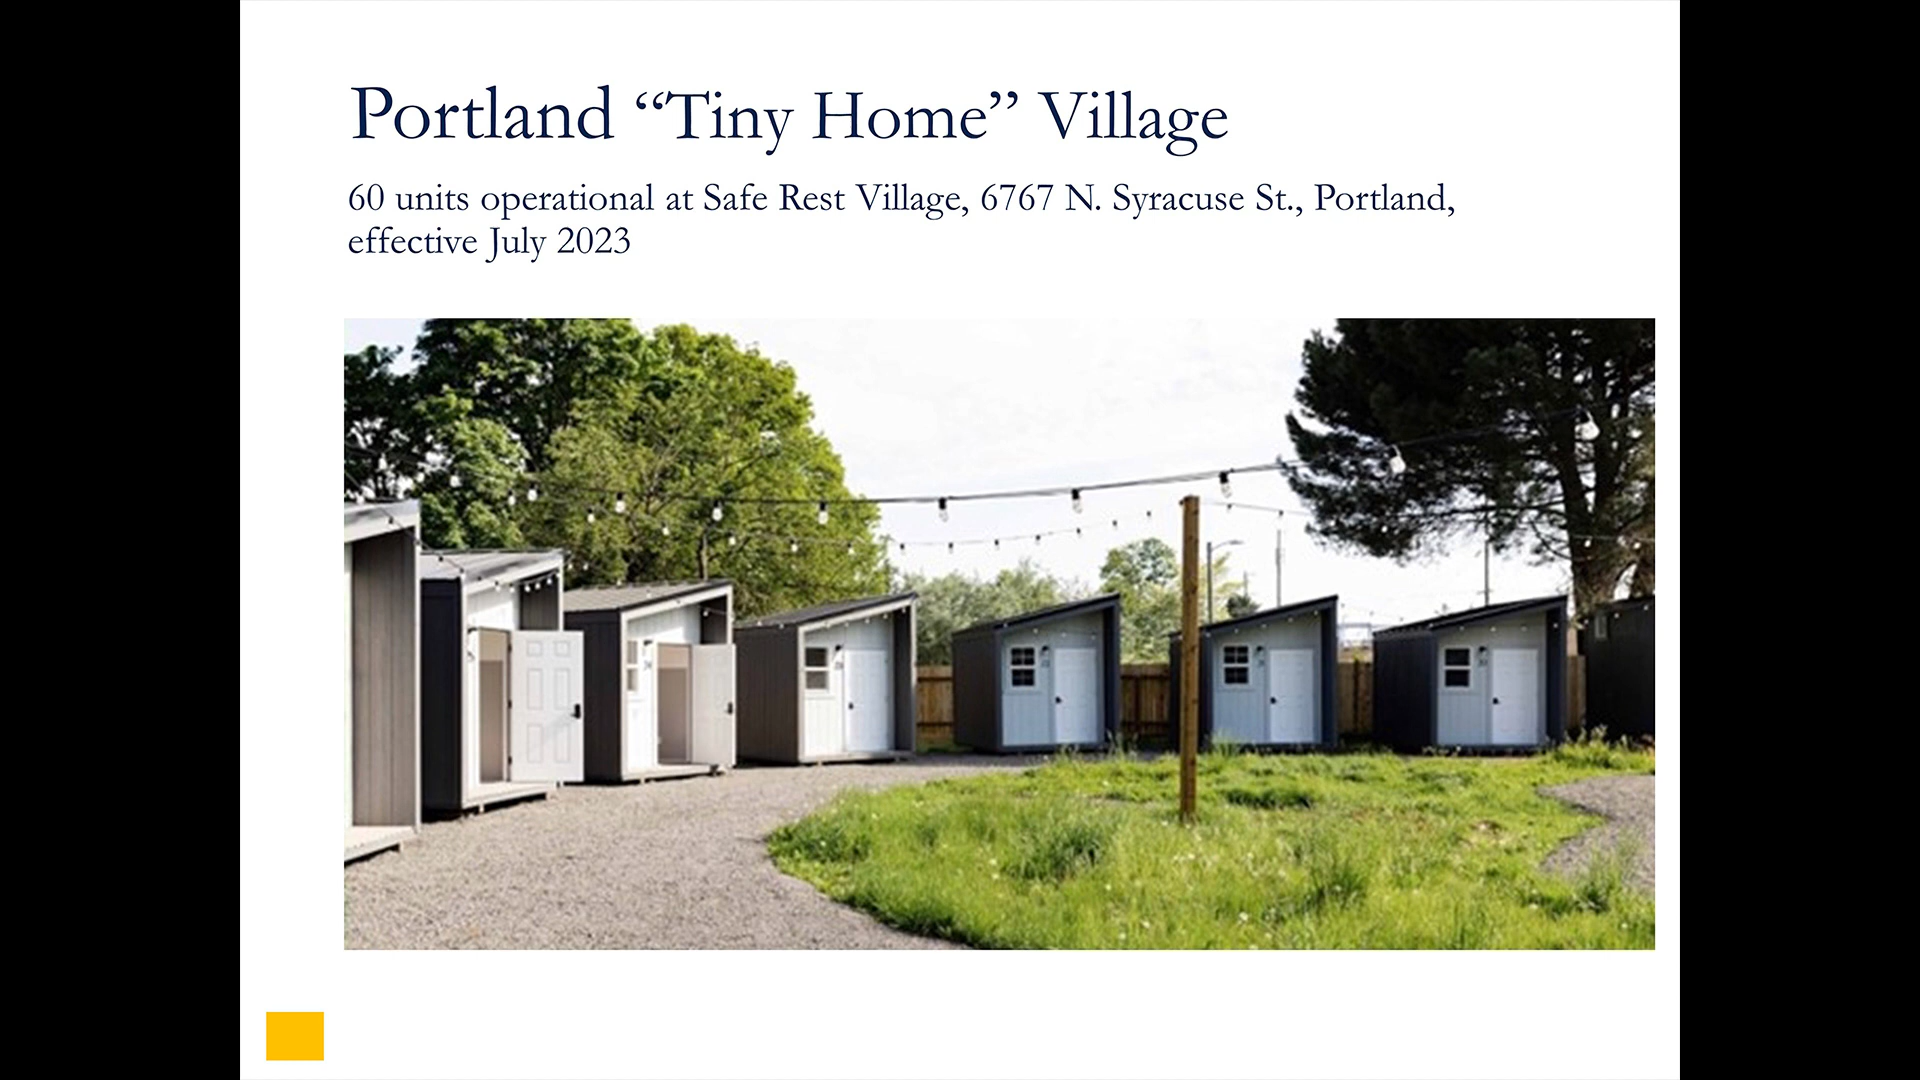 Portland “Tiny Home” Village
60 units operational at Safe Rest Village, 6767 N. Syracuse St., Portland,
effective July 2023